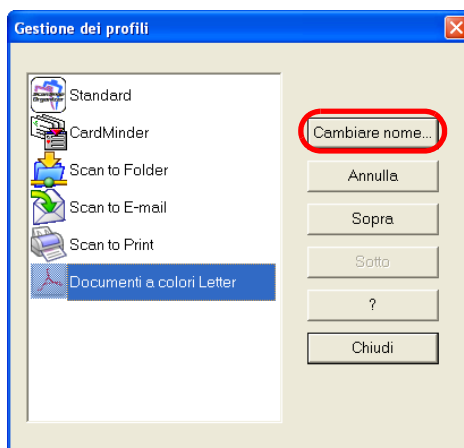 Gestione dei profili
Standard
CardMinder
Scan to Folder
Scan to E-mail
Scan to Print
Documenti a colori Letter
Cambiare nome...
Annulla
Sopra
Sotto
?
Chiudi